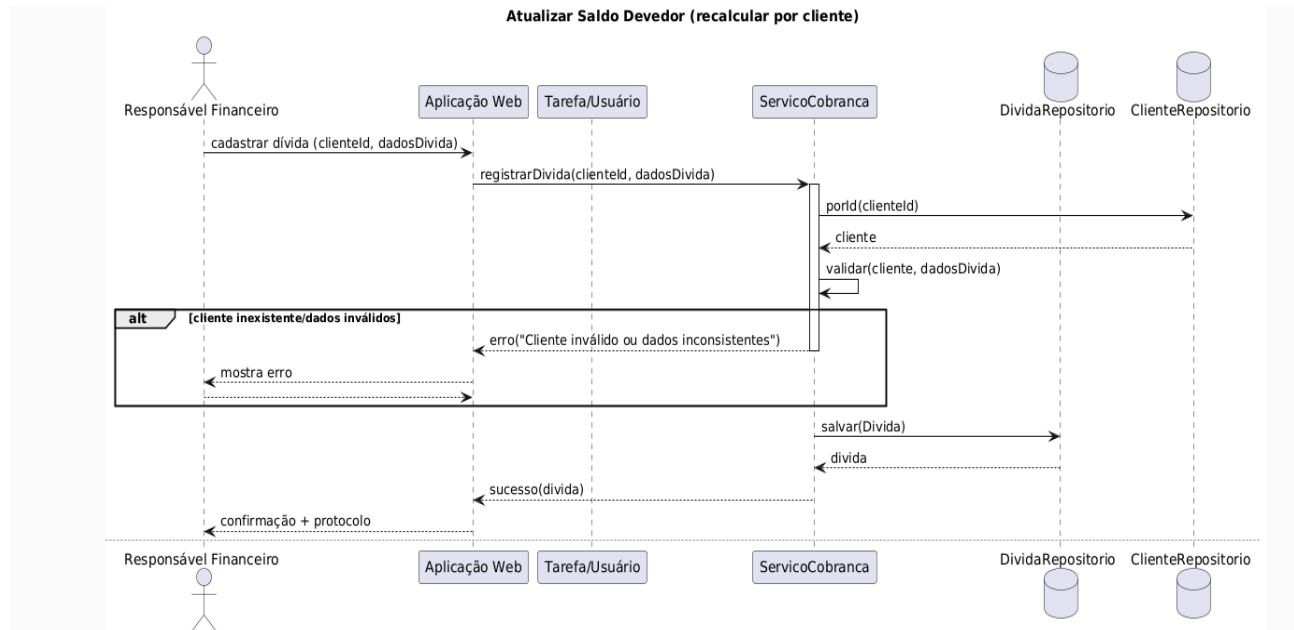 Atualizar Saldo Devedor (recalcular por cliente)
Responsável Financeiro
Aplicação Web
Tarefa/Usuário
ServicoCobranca
DividaRepositorio
ClienteRepositorio
cadastrar dívida (clienteId, dadosDivida)
registrarDivida(clienteId, dadosDivida)
porId(clienteId)
cliente
validar(cliente, dadosDivida)
alt [cliente inexistente/dados inválidos]
erro("Cliente inválido ou dados inconsistentes")
mostra erro
salvar(Divida)
divida
sucesso(divida)
confirmação + protocolo
Responsável Financeiro
Aplicação Web
Tarefa/Usuário
ServicoCobranca
DividaRepositorio
ClienteRepositorio